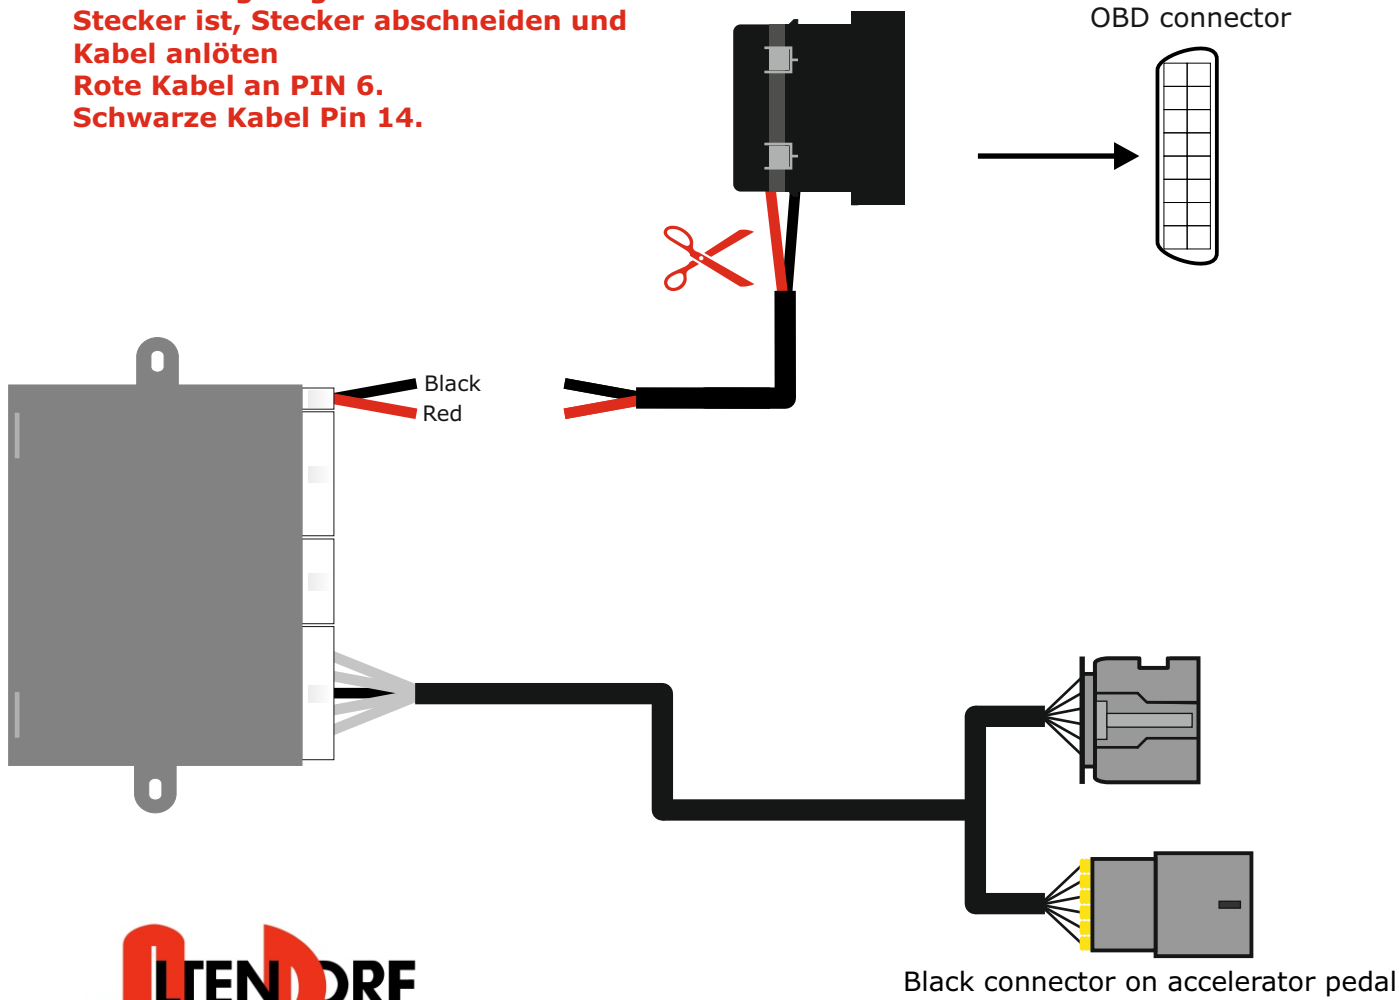 Stecker ist, Stecker abschneiden und
Kabel anlöten
Rote Kabel an PIN 6.
Schwarze Kabel Pin 14.
OBD connector
Black
Red
Black connector on accelerator pedal
ALTENDORF